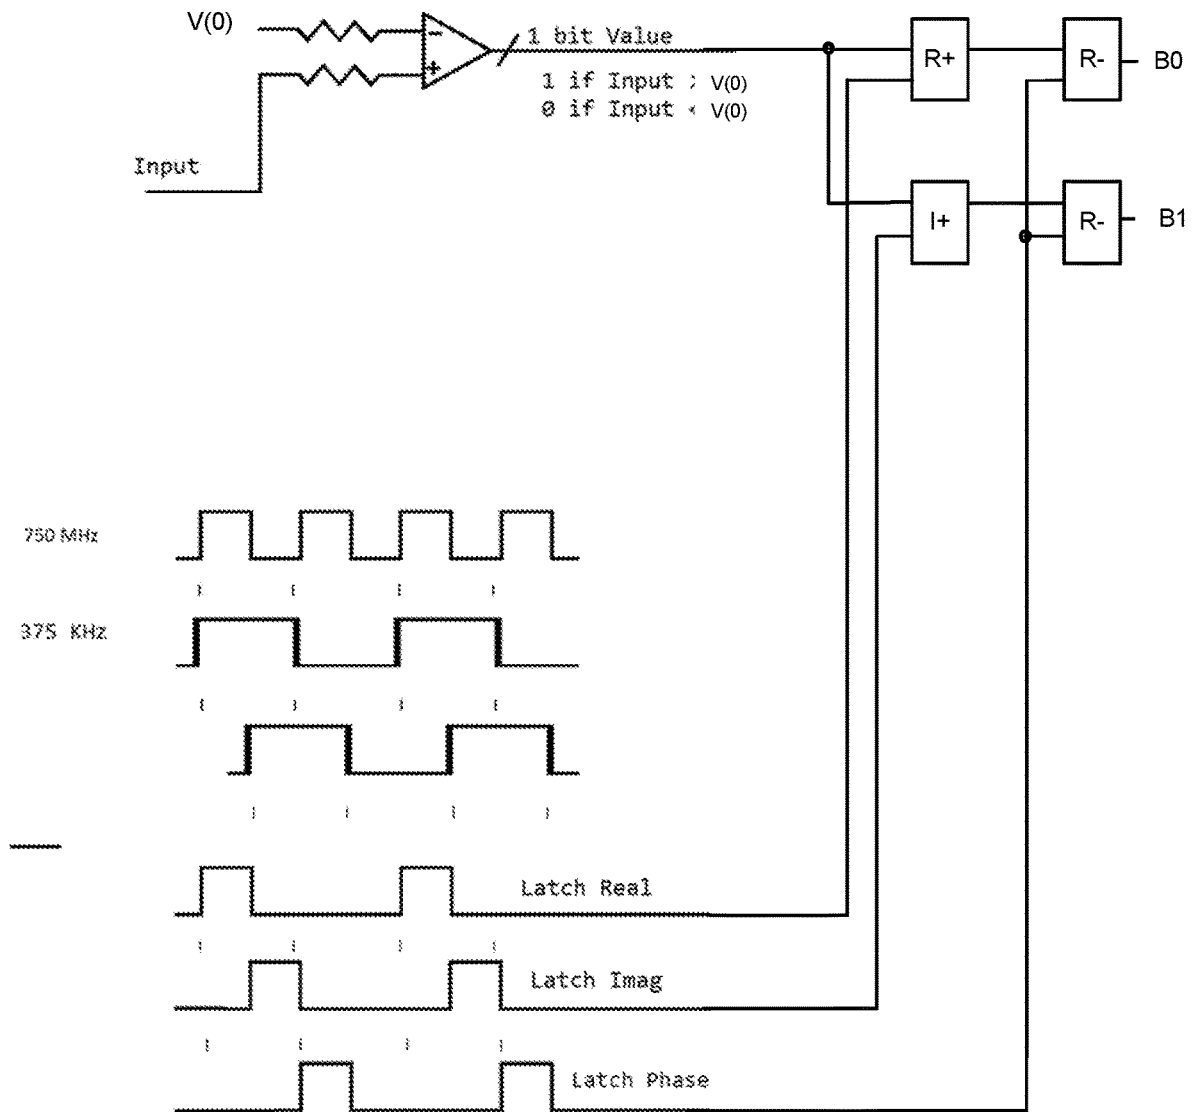 V(0)
-
+
1 bit Value
1 if Input > V(0)
0 if Input < V(0)
Input
R+
R-
B0
I+
R-
B1
750 MHz
375 KHz
Latch Real
Latch Imag
Latch Phase